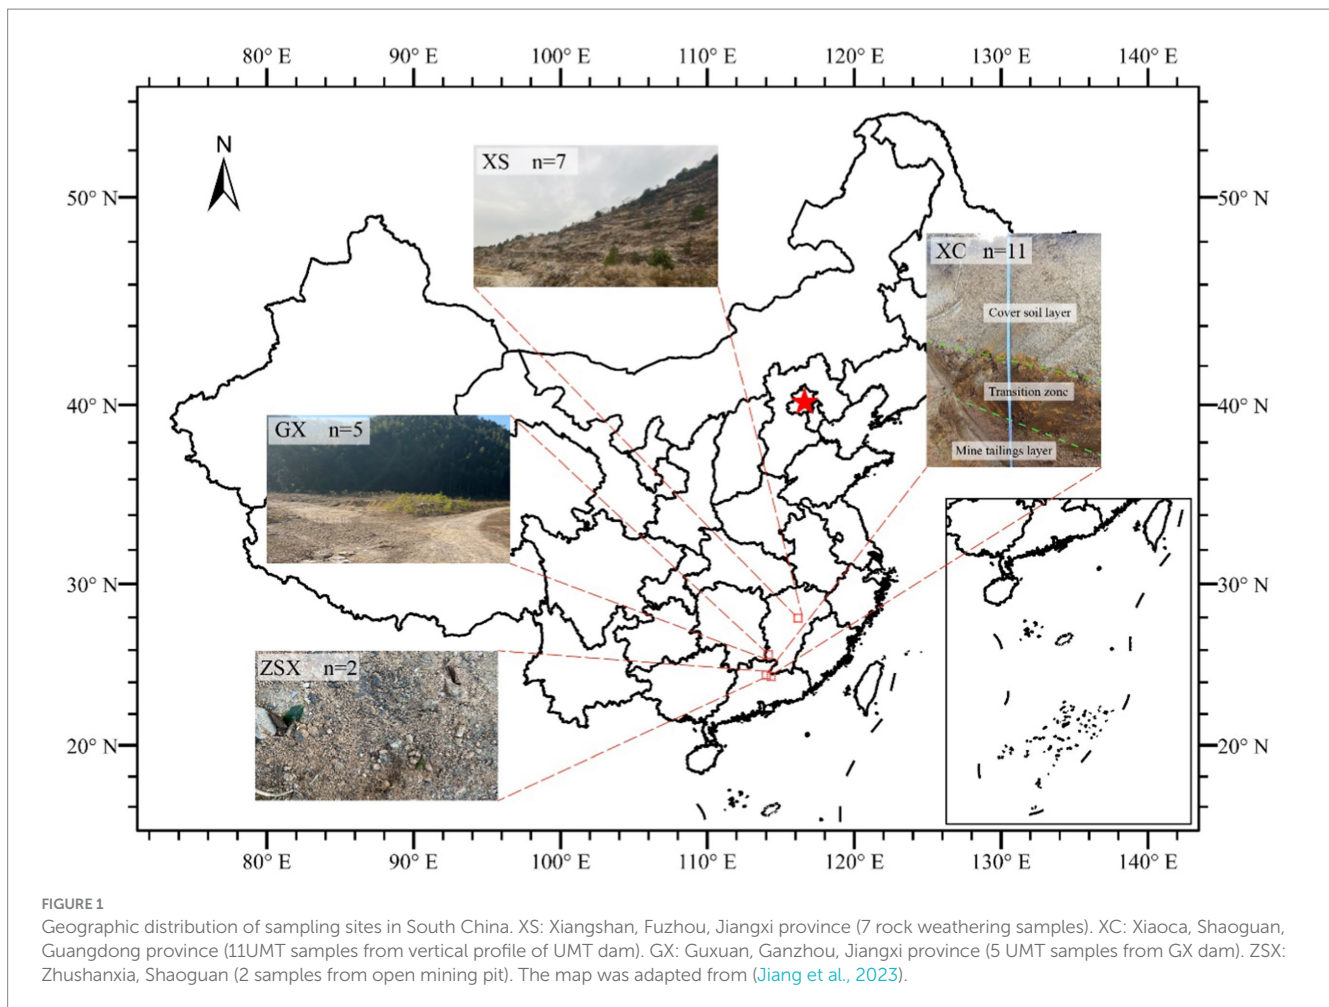 80° E 90° E 100° E 110° E 120° E 130° E 140° E
N
50° N
50° N
40° N
40° N
30° N
30° N
20° N
20° N
XS n=7
XC n=11
Cover soil layer
Transition zone
Mine tailings layer
GX n=5
ZSX n=2
80° E 90° E 100° E 110° E 120° E 130° E 140° E
FIGURE 1
Geographic distribution of sampling sites in South China. XS: Xiangshan, Fuzhou, Jiangxi province (7 rock weathering samples). XC: Xiaoca, Shaoguan,
Guangdong province (11UMT samples from vertical profile of UMT dam). GX: Guxuan, Ganzhou, Jiangxi province (5 UMT samples from GX dam). ZSX:
Zhushanxia, Shaoguan (2 samples from open mining pit). The map was adapted from (Jiang et al., 2023).